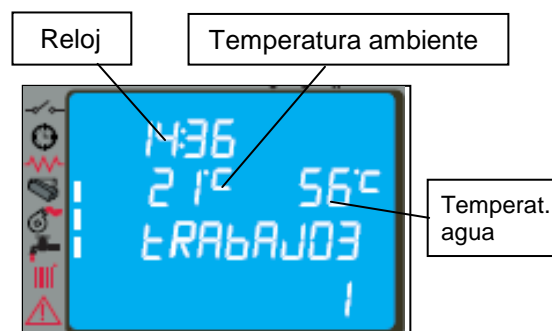 Reloj
Temperatura ambiente
14:36
21°C 56°C
Temperat.
agua
tRAbAJO3
1